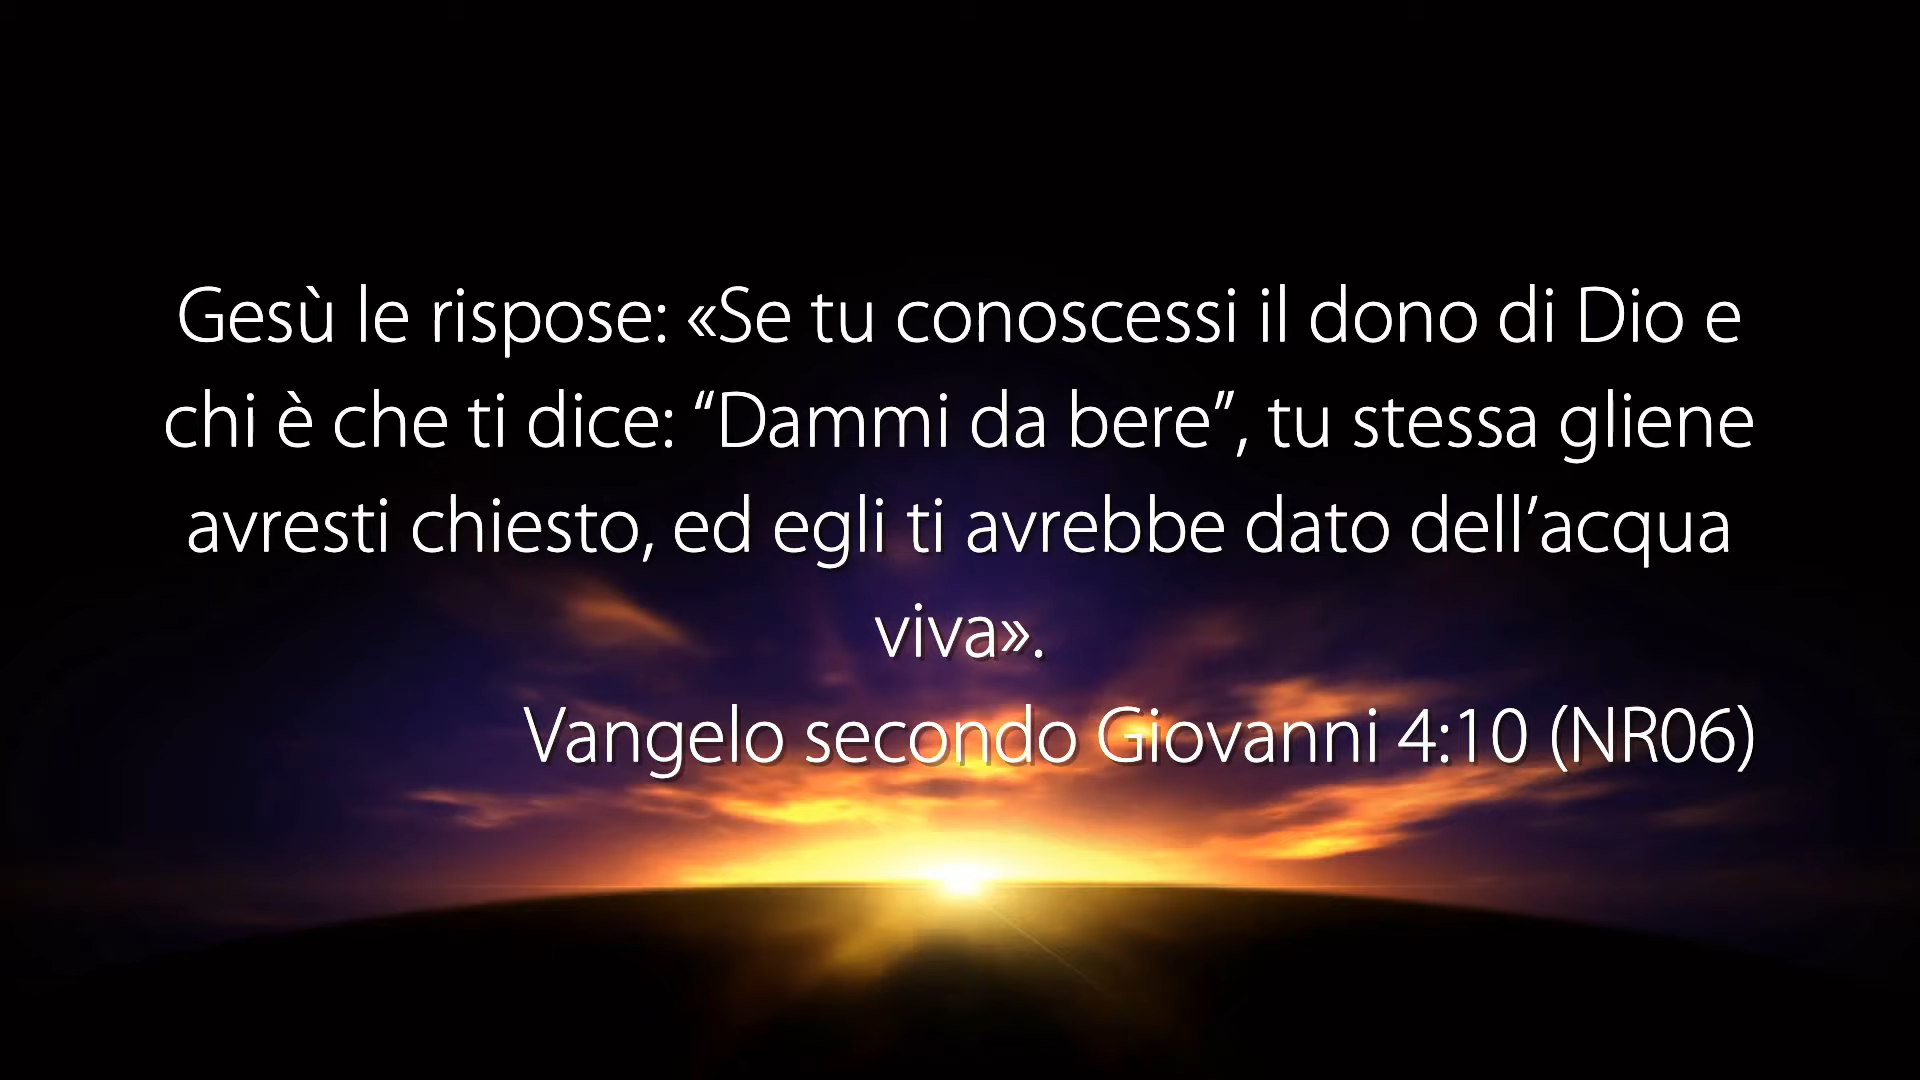 Gesù le rispose: «Se tu conoscessi il dono di Dio e
chi è che ti dice: “Dammi da bere”, tu stessa gliene
avresti chiesto, ed egli ti avrebbe dato dell’acqua
viva».
Vangelo secondo Giovanni 4:10 (NR06)